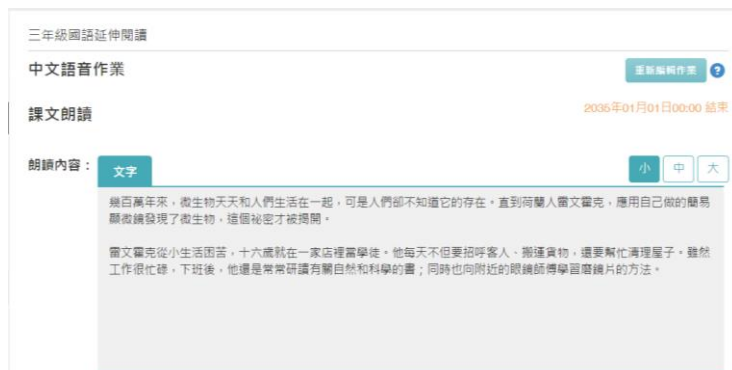 三年級國語延伸閱讀
中文語音作業
重新編輯作業 ?
課文朗讀
2035年01月01日00:00 結束
朗讀內容：
文字
小 中 大
幾百萬年來，微生物天天和人們生活在一起，可是人們卻不知道它的存在。直到荷蘭人雷文霍克，應用自己做的簡易
顯微鏡發現了微生物，這個祕密才被揭開。
雷文霍克從小生活困苦，十六歲就在一家店裡當學徒。他每天不但要招呼客人、搬運貨物，還要幫忙清理屋子。雖然
工作很忙碌，下班後，他還是常常研讀有關自然和科學的書；同時也向附近的眼鏡師傅學習磨鏡片的方法。